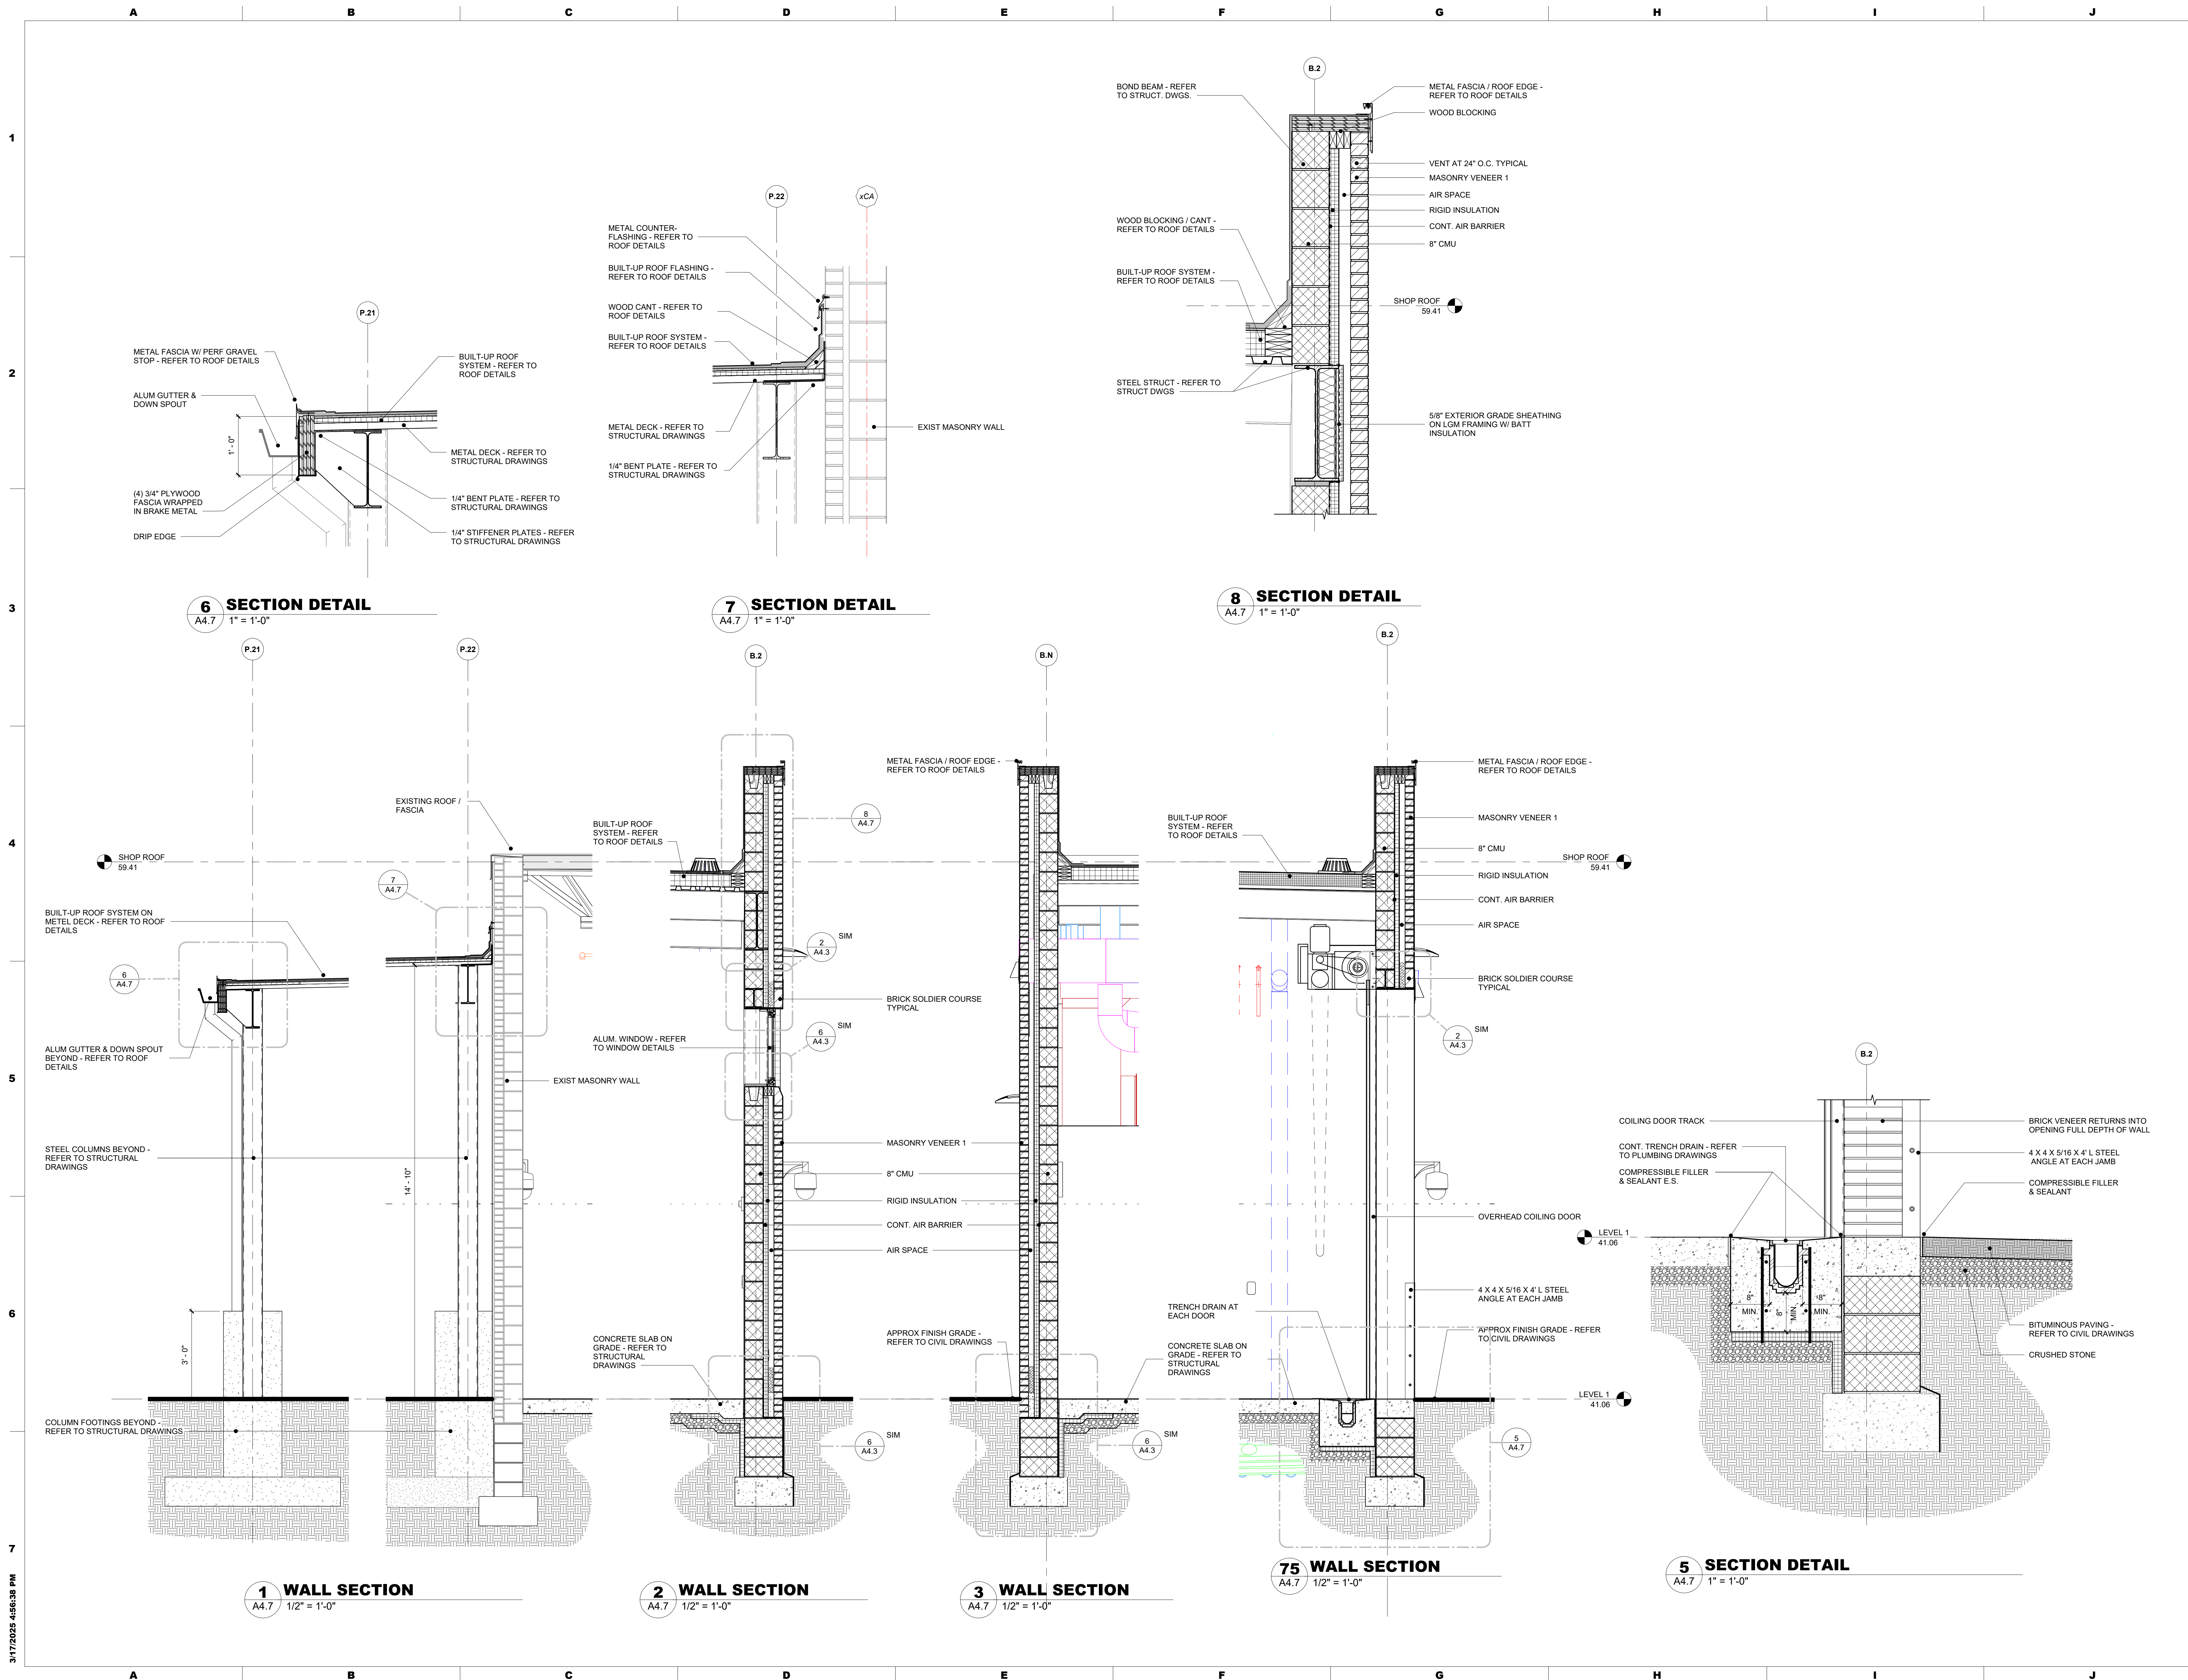 A B C D E F G H I J
1
2
3
4
5
6
7
3/17/2025 4:56:38 PM
P.21
METAL FASCIA W/ PERF GRAVEL
STOP - REFER TO ROOF DETAILS
ALUM GUTTER &
DOWN SPOUT
1' - 0"
(4) 3/4" PLYWOOD
FASCIA WRAPPED
IN BRAKE METAL
DRIP EDGE
BUILT-UP ROOF
SYSTEM - REFER TO
ROOF DETAILS
METAL DECK - REFER TO
STRUCTURAL DRAWINGS
1/4" BENT PLATE - REFER TO
STRUCTURAL DRAWINGS
1/4" STIFFENER PLATES - REFER
TO STRUCTURAL DRAWINGS
6 SECTION DETAIL
A4.7 1" = 1'-0"
P.22
xCA
METAL COUNTER-
FLASHING - REFER TO
ROOF DETAILS
BUILT-UP ROOF FLASHING -
REFER TO ROOF DETAILS
WOOD CANT - REFER TO
ROOF DETAILS
BUILT-UP ROOF SYSTEM -
REFER TO ROOF DETAILS
METAL DECK - REFER TO
STRUCTURAL DRAWINGS
1/4" BENT PLATE - REFER TO
STRUCTURAL DRAWINGS
EXIST MASONRY WALL
7 SECTION DETAIL
A4.7 1" = 1'-0"
B.2
BOND BEAM - REFER
TO STRUCT. DWGS.
WOOD BLOCKING / CANT -
REFER TO ROOF DETAILS
BUILT-UP ROOF SYSTEM -
REFER TO ROOF DETAILS
STEEL STRUCT - REFER TO
STRUCT DWGS
METAL FASCIA / ROOF EDGE -
REFER TO ROOF DETAILS
WOOD BLOCKING
VENT AT 24" O.C. TYPICAL
MASONRY VENEER 1
AIR SPACE
RIGID INSULATION
CONT. AIR BARRIER
8" CMU
SHOP ROOF
59.41
5/8" EXTERIOR GRADE SHEATHING
ON LGM FRAMING W/ BATT
INSULATION
8 SECTION DETAIL
A4.7 1" = 1'-0"
P.21
P.22
EXISTING ROOF /
FASCIA
SHOP ROOF
59.41
7
A4.7
BUILT-UP ROOF SYSTEM ON
METEL DECK - REFER TO ROOF
DETAILS
6
A4.7
ALUM GUTTER & DOWN SPOUT
BEYOND - REFER TO ROOF
DETAILS
EXIST MASONRY WALL
STEEL COLUMNS BEYOND -
REFER TO STRUCTURAL
DRAWINGS
14' - 10"
3' - 0"
COLUMN FOOTINGS BEYOND -
REFER TO STRUCTURAL DRAWINGS
1 WALL SECTION
A4.7 1/2" = 1'-0"
B.2
BUILT-UP ROOF
SYSTEM - REFER
TO ROOF DETAILS
8
A4.7
2
A4.3
SIM
6
A4.3
SIM
ALUM. WINDOW - REFER
TO WINDOW DETAILS
CONCRETE SLAB ON
GRADE - REFER TO
STRUCTURAL
DRAWINGS
6
A4.3
SIM
2 WALL SECTION
A4.7 1/2" = 1'-0"
B.N
METAL FASCIA / ROOF EDGE -
REFER TO ROOF DETAILS
BRICK SOLDIER COURSE
TYPICAL
MASONRY VENEER 1
8" CMU
RIGID INSULATION
CONT. AIR BARRIER
AIR SPACE
APPROX FINISH GRADE -
REFER TO CIVIL DRAWINGS
6
A4.3
SIM
3 WALL SECTION
A4.7 1/2" = 1'-0"
B.2
BUILT-UP ROOF
SYSTEM - REFER
TO ROOF DETAILS
METAL FASCIA / ROOF EDGE -
REFER TO ROOF DETAILS
MASONRY VENEER 1
8" CMU
SHOP ROOF
59.41
RIGID INSULATION
CONT. AIR BARRIER
AIR SPACE
BRICK SOLDIER COURSE
TYPICAL
2
A4.3
SIM
OVERHEAD COILING DOOR
4 X 4 X 5/16 X 4' L STEEL
ANGLE AT EACH JAMB
TRENCH DRAIN AT
EACH DOOR
CONCRETE SLAB ON
GRADE - REFER TO
STRUCTURAL
DRAWINGS
APPROX FINISH GRADE - REFER
TO CIVIL DRAWINGS
LEVEL 1
41.06
5
A4.7
75 WALL SECTION
A4.7 1/2" = 1'-0"
B.2
COILING DOOR TRACK
CONT. TRENCH DRAIN - REFER
TO PLUMBING DRAWINGS
COMPRESSIBLE FILLER
& SEALANT E.S.
BRICK VENEER RETURNS INTO
OPENING FULL DEPTH OF WALL
4 X 4 X 5/16 X 4' L STEEL
ANGLE AT EACH JAMB
COMPRESSIBLE FILLER
& SEALANT
LEVEL 1
41.06
8"
MIN.
8"
MIN.
8"
MIN.
BITUMINOUS PAVING -
REFER TO CIVIL DRAWINGS
CRUSHED STONE
5 SECTION DETAIL
A4.7 1" = 1'-0"
A B C D E F G H I J